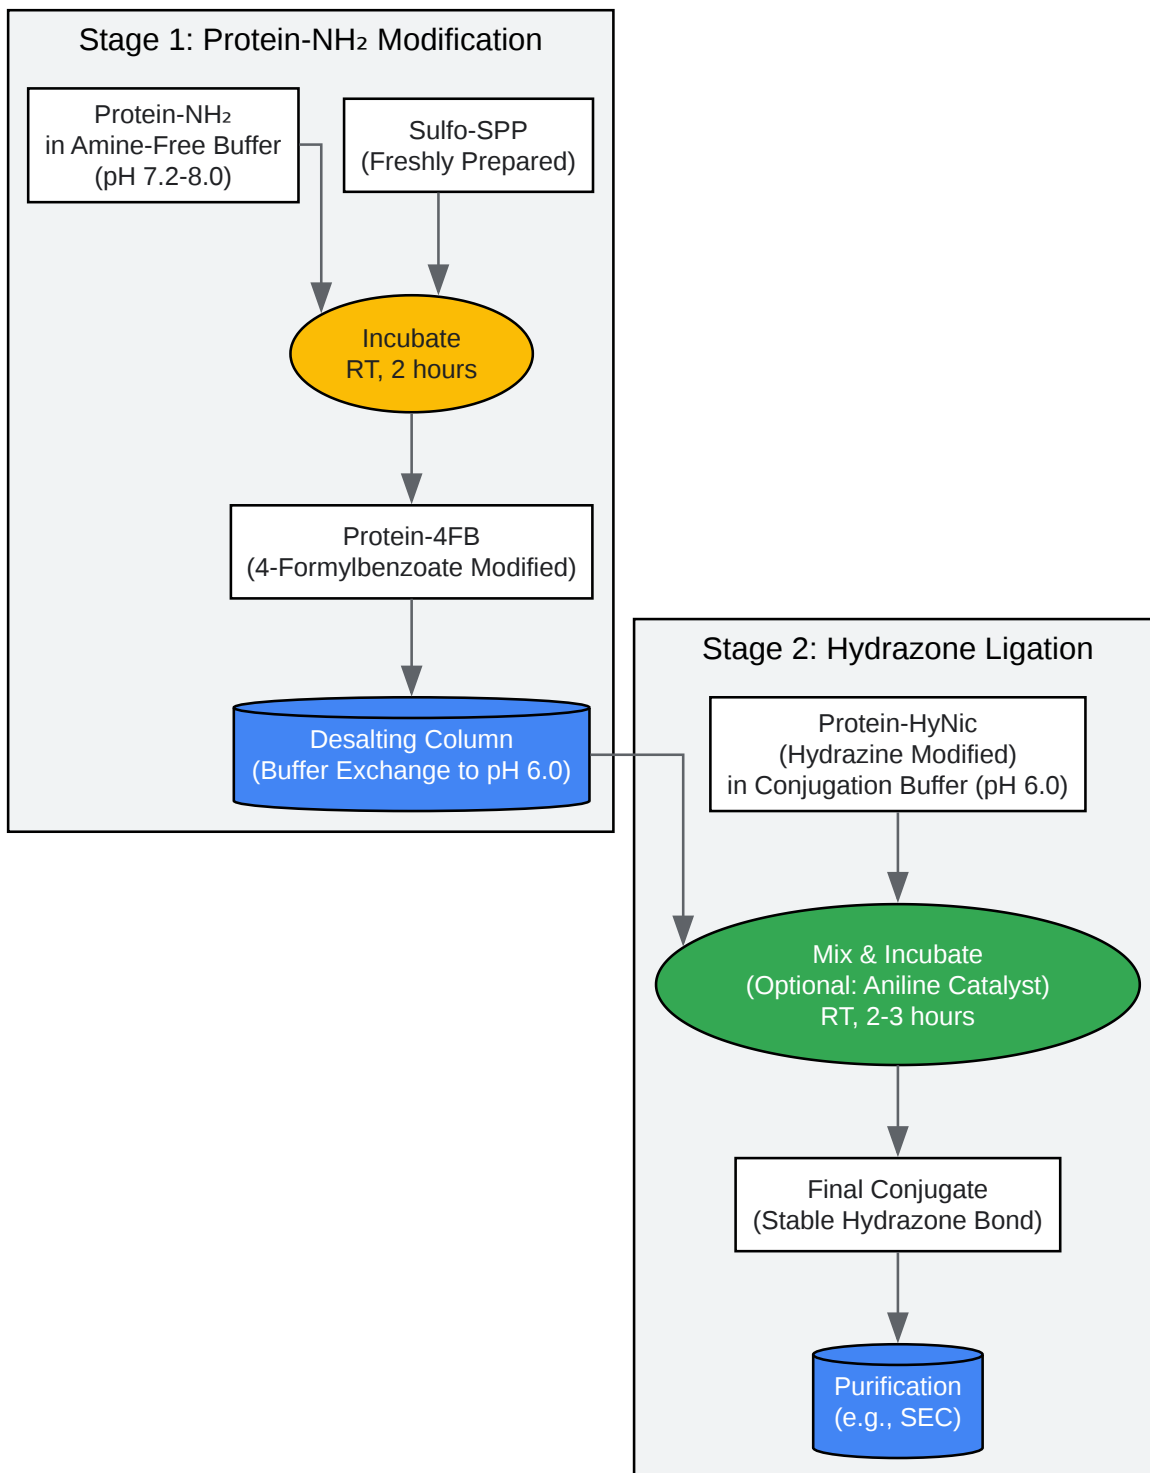 Stage 1: Protein-NH₂ Modification
Protein-NH₂
in Amine-Free Buffer
(pH 7.2-8.0)
Sulfo-SPP
(Freshly Prepared)
Incubate
RT, 2 hours
Protein-4FB
(4-Formylbenzoate Modified)
Desalting Column
(Buffer Exchange to pH 6.0)
Stage 2: Hydrazone Ligation
Protein-HyNic
(Hydrazine Modified)
in Conjugation Buffer (pH 6.0)
Mix & Incubate
(Optional: Aniline Catalyst)
RT, 2-3 hours
Final Conjugate
(Stable Hydrazone Bond)
Purification
(e.g., SEC)